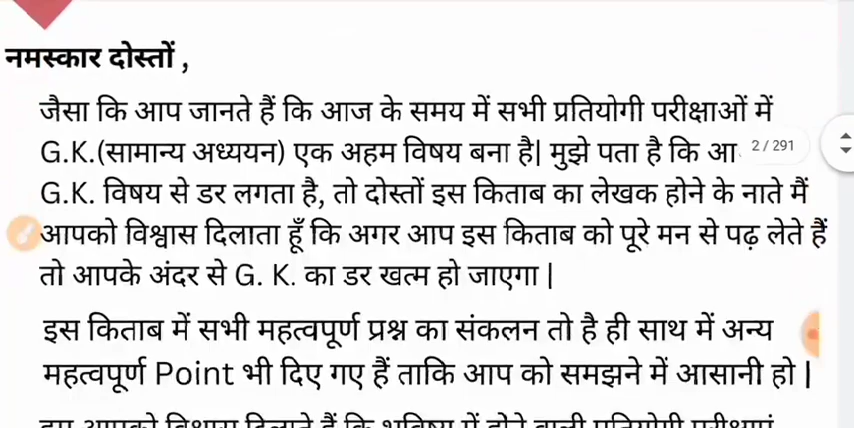 नमस्कार दोस्तों ,
जैसा कि आप जानते हैं कि आज के समय में सभी प्रतियोगी परीक्षाओं में
G.K.(सामान्य अध्ययन) एक अहम विषय बना है| मुझे पता है कि 2 / 291
G.K. विषय से डर लगता है, तो दोस्तों इस किताब का लेखक होने के नाते मैं
आपको विश्वास दिलाता हूँ कि अगर आप इस किताब को पूरे मन से पढ़ लेते हैं
तो आपके अंदर से G. K. का डर खत्म हो जाएगा |
इस किताब में सभी महत्वपूर्ण प्रश्न का संकलन तो है ही साथ में अन्य
महत्वपूर्ण Point भी दिए गए हैं ताकि आप को समझने में आसानी हो |